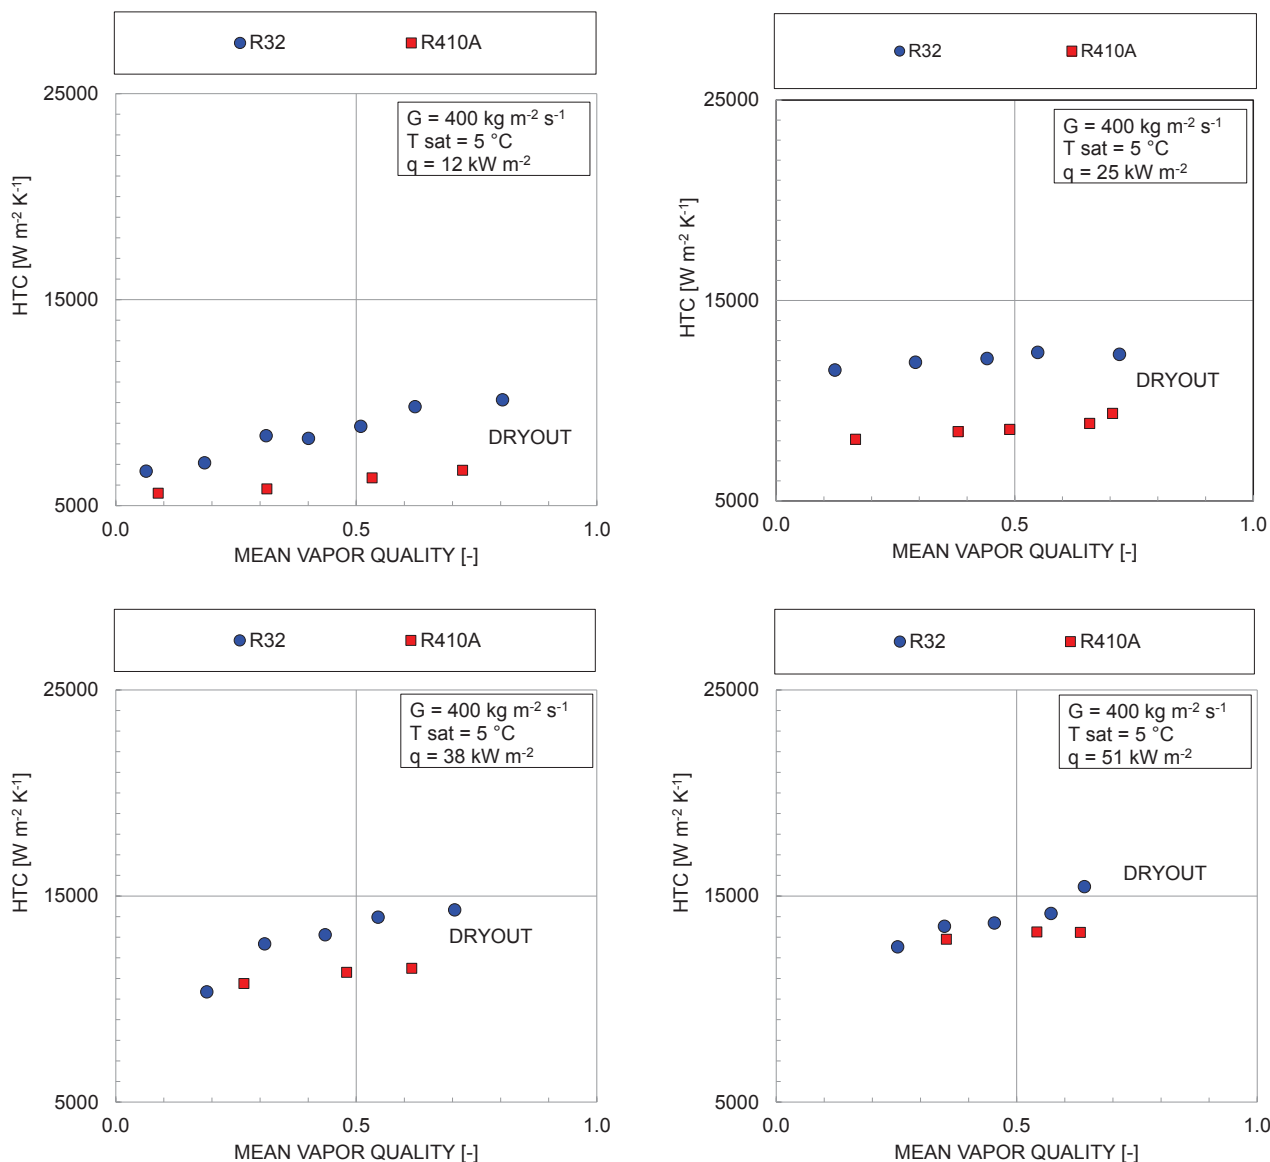 R32 R410A
25000
G = 400 kg m-2 s-1
T sat = 5 °C
q = 12 kW m-2
HTC [W m-2 K-1]
15000
DRYOUT
5000
0.0 0.5 1.0
MEAN VAPOR QUALITY [-]
R32 R410A
25000
G = 400 kg m-2 s-1
T sat = 5 °C
q = 25 kW m-2
HTC [W m-2 K-1]
15000
DRYOUT
5000
0.0 0.5 1.0
MEAN VAPOR QUALITY [-]
R32 R410A
25000
G = 400 kg m-2 s-1
T sat = 5 °C
q = 38 kW m-2
HTC [W m-2 K-1]
15000
DRYOUT
5000
0.0 0.5 1.0
MEAN VAPOR QUALITY [-]
R32 R410A
25000
G = 400 kg m-2 s-1
T sat = 5 °C
q = 51 kW m-2
HTC [W m-2 K-1]
DRYOUT
15000
5000
0.0 0.5 1.0
MEAN VAPOR QUALITY [-]